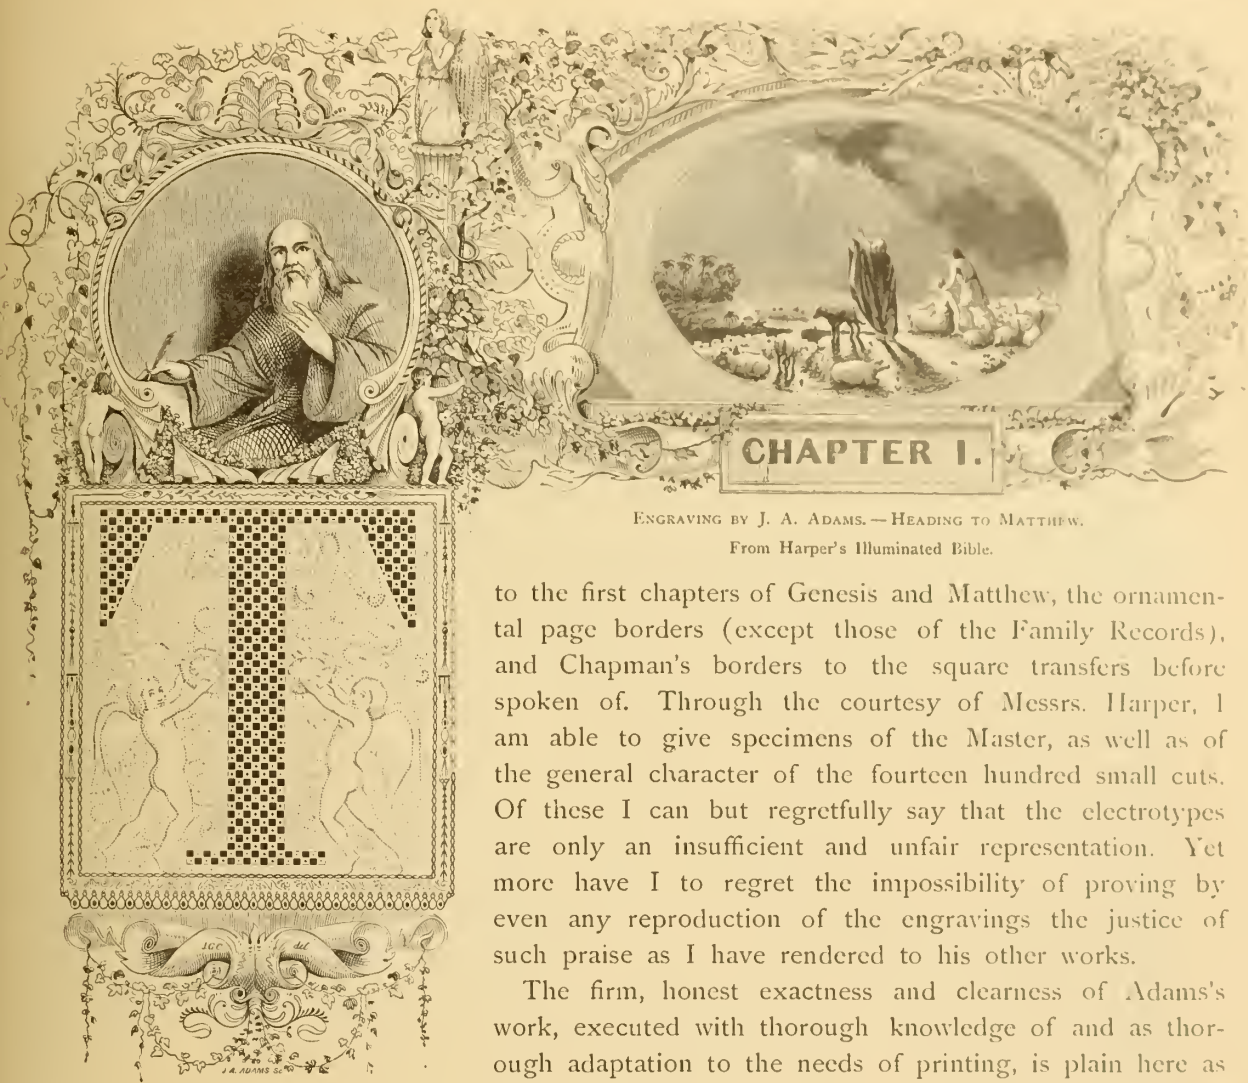 CHAPTER I.
ENGRAVING BY J. A. ADAMS. — HEADING TO MATTHEW.
From Harper's Illuminated Bible.
T
to the first chapters of Genesis and Matthew, the ornamen-
tal page borders (except those of the Family Records),
and Chapman's borders to the square transfers before
spoken of. Through the courtesy of Messrs. Harper, I
am able to give specimens of the Master, as well as of
the general character of the fourteen hundred small cuts.
Of these I can but regretfully say that the electrotypes
are only an insufficient and unfair representation. Yet
more have I to regret the impossibility of proving by
even any reproduction of the engravings the justice of
such praise as I have rendered to his other works.
The firm, honest exactness and clearness of Adams's
work, executed with thorough knowledge of and as thor-
ough adaptation to the needs of printing, is plain here as
J.G.C del
J. A. ADAMS Sc